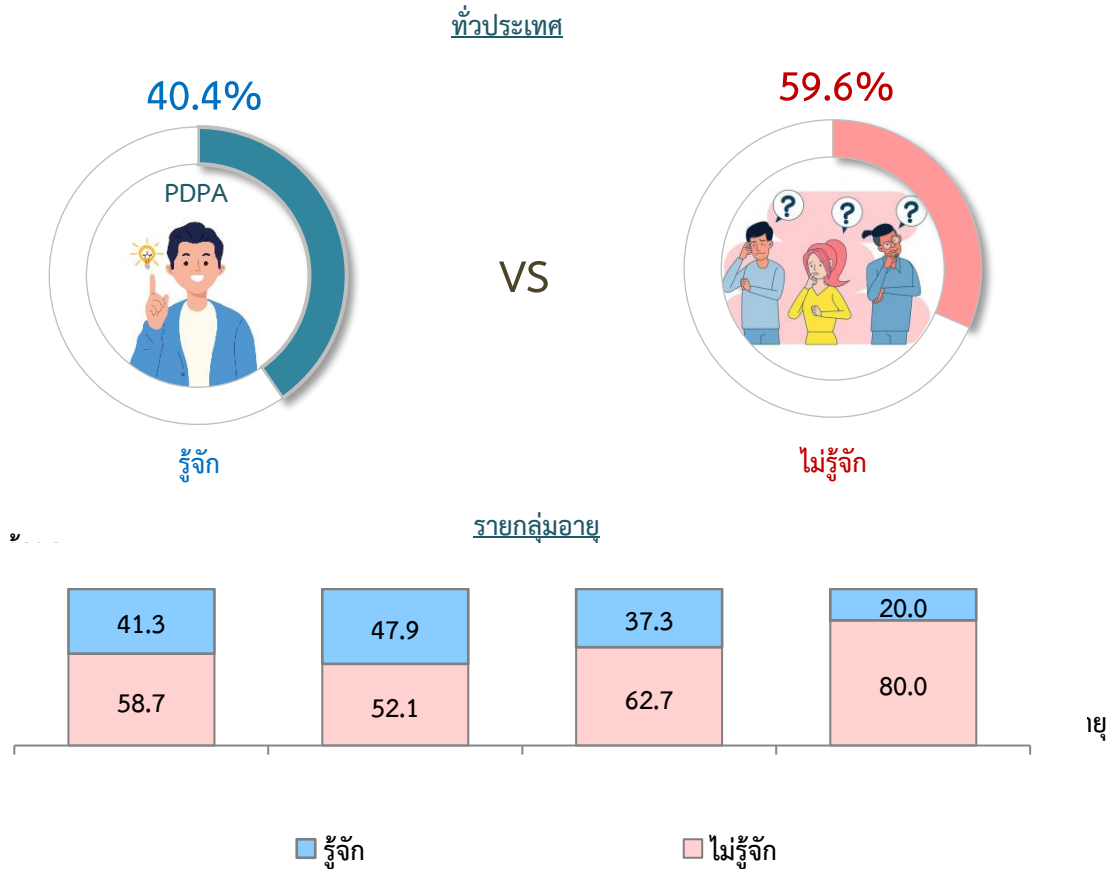 ทั่วประเทศ
40.4%
59.6%
PDPA
? ? ?
VS
รู้จัก
ไม่รู้จัก
รายกลุ่มอายุ
41.3 47.9 37.3 20.0
58.7 52.1 62.7 80.0
รู้จัก ไม่รู้จัก